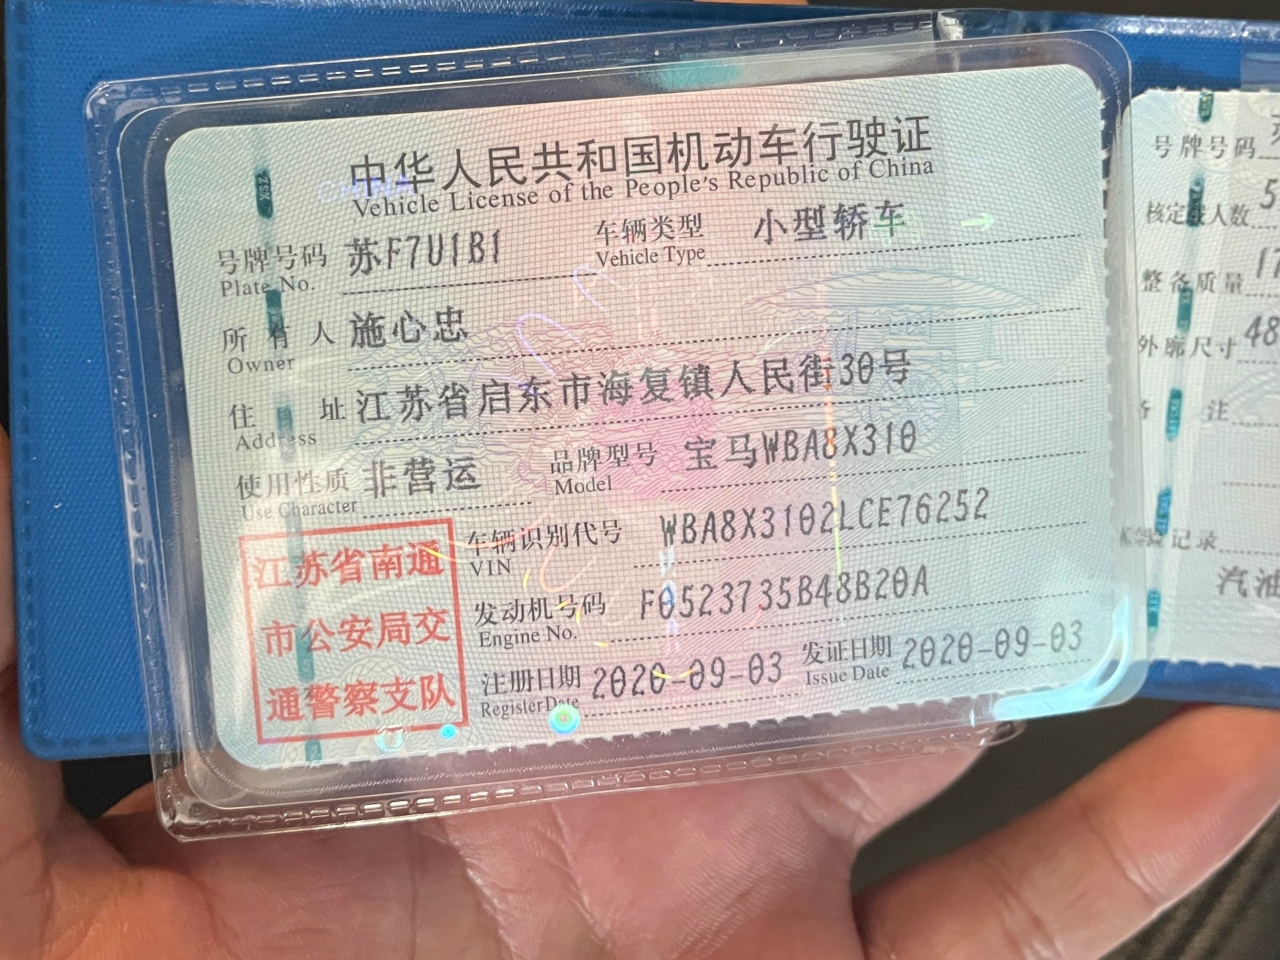 中华人民共和国机动车行驶证
Vehicle License of the People's Republic of China
号牌号码 苏F7U1B1 车辆类型 小型轿车
Plate No. Vehicle Type
所有人 施心忠
Owner
住址 江苏省启东市海复镇人民街30号
Address
使用性质 非营运 品牌型号 宝马WBA8X310
Use Character Model
江苏省南通
市公安局交
通警察支队
车辆识别代号 WBA8X3102LCE76252
VIN
发动机号码 F0523735B48B20A
Engine No.
注册日期 2020-09-03 发证日期 2020-09-03
Register Date Issue Date
号牌号码
核定载人数 5
整备质量 17
外廓尺寸 48
备注
记录
汽油